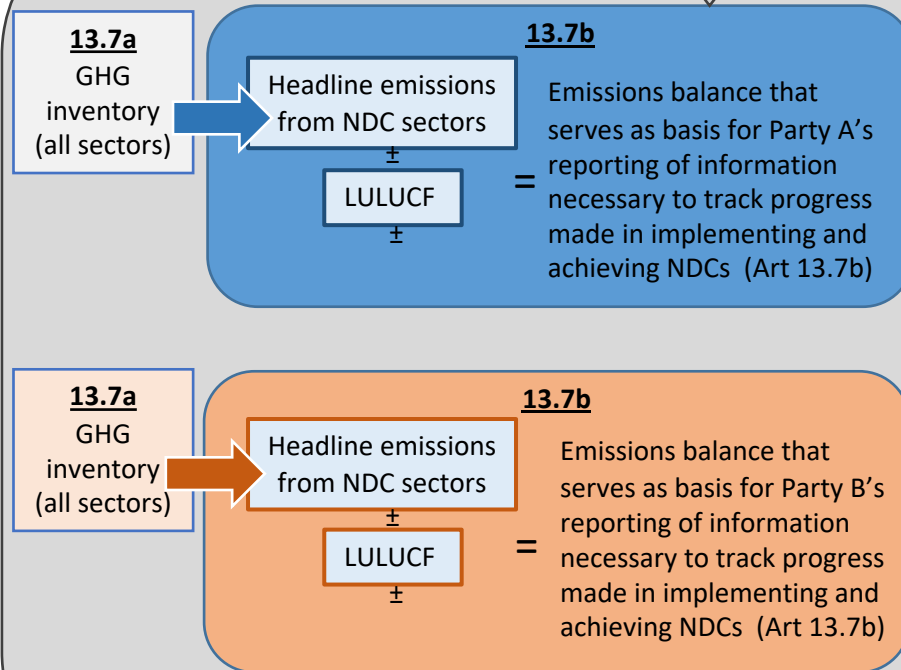 13.7a
GHG
inventory
(all sectors)
13.7b
Headline emissions
from NDC sectors
±
LULUCF
±
=
Emissions balance that
serves as basis for Party A’s
reporting of information
necessary to track progress
made in implementing and
achieving NDCs (Art 13.7b)
13.7a
GHG
inventory
(all sectors)
13.7b
Headline emissions
from NDC sectors
±
LULUCF
±
=
Emissions balance that
serves as basis for Party B’s
reporting of information
necessary to track progress
made in implementing and
achieving NDCs (Art 13.7b)